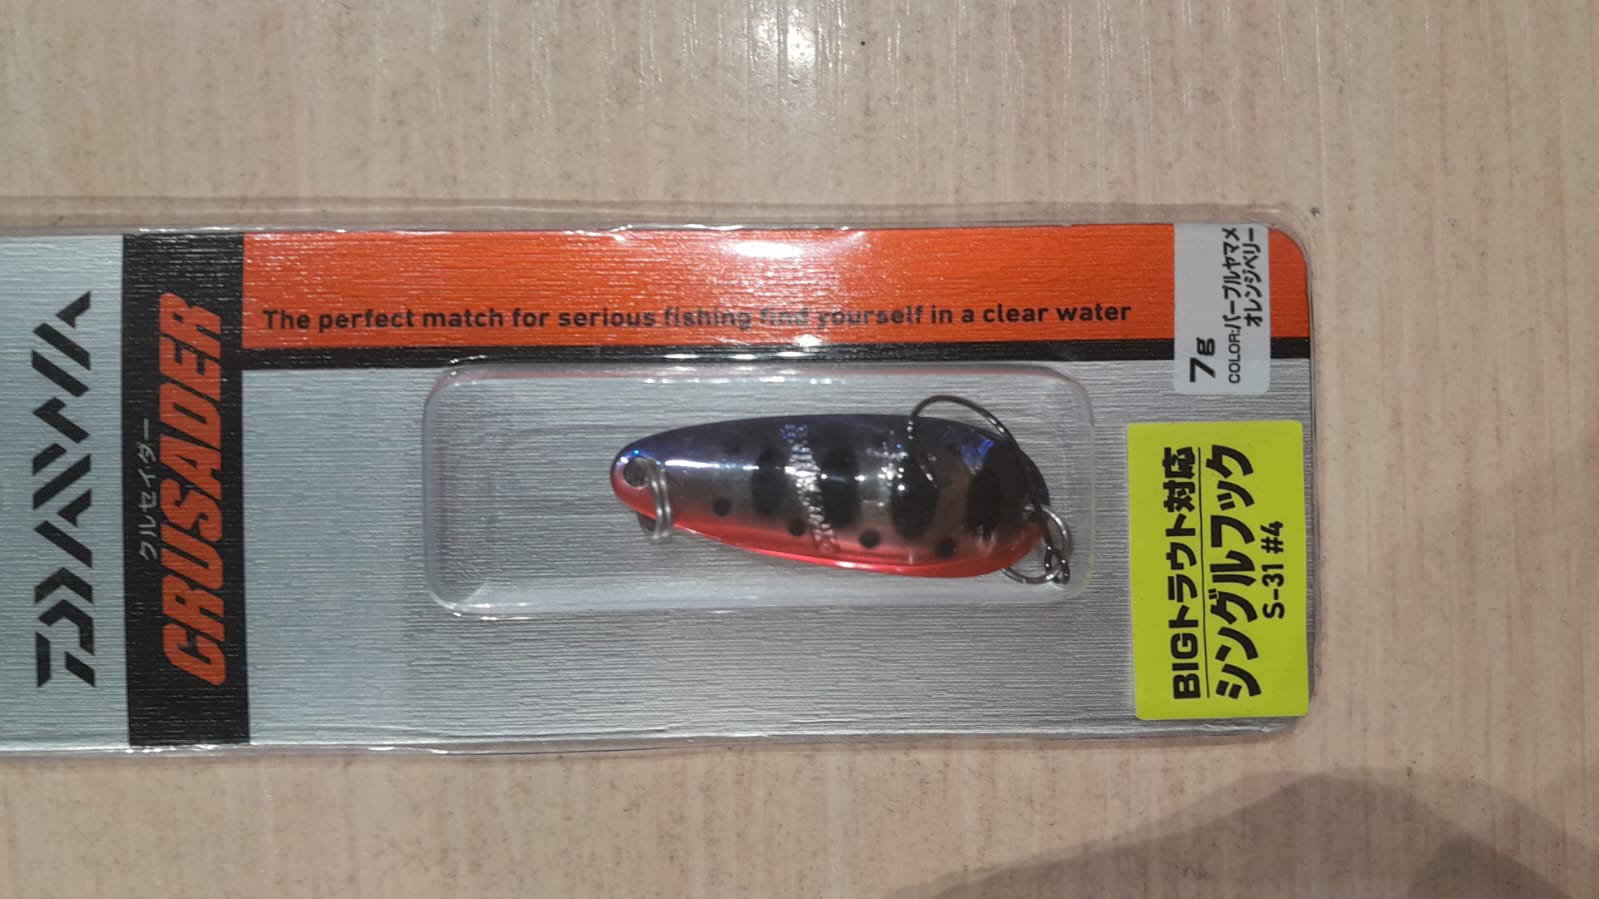 DAIWA
クルセイダー
CRUSADER
The perfect match for serious fishing find yourself in a clear water
7g
COLOR:パープルヤマメ
オレンジベリー
BIGトラウト対応
シングルフック
S-31 #4